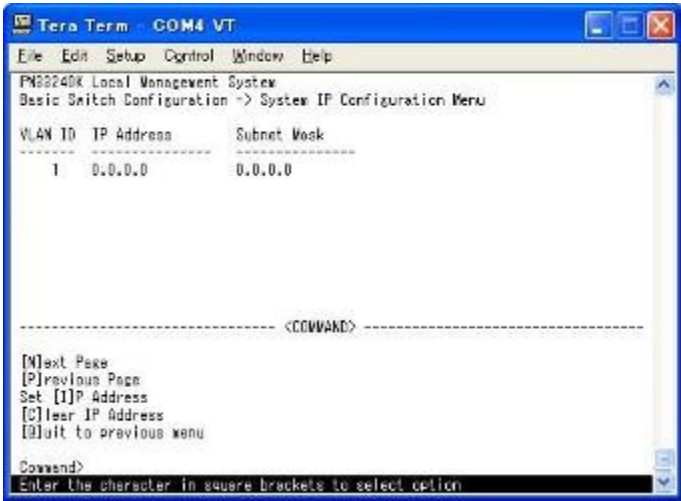 Tera Term - COM4 VT
File Edit Setup Control Window Help
PN33240K Local Management System
Basic Switch Configuration -> System IP Configuration Menu
VLAN ID IP Address Subnet Mask
------- --------------- ---------------
1 0.0.0.0 0.0.0.0
------------------------------ <COMMAND> ---------------------------------
[N]ext Page
[P]revious Page
Set [I]P Address
[C]lear IP Address
[Q]uit to previous menu
Command>
Enter the character in square brackets to select option